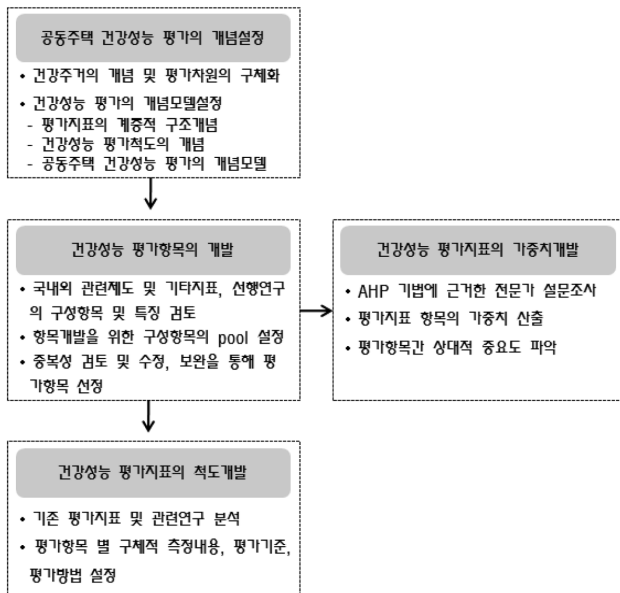 공동주택 건강성능 평가의 개념설정
• 건강주거의 개념 및 평가차원의 구체화
• 건강성능 평가의 개념모델설정
- 평가지표의 계층적 구조개념
- 건강성능 평가척도의 개념
- 공동주택 건강성능 평가의 개념모델
건강성능 평가항목의 개발
• 국내외 관련제도 및 기타지표, 선행연구
의 구성항목 및 특징 검토
• 항목개발을 위한 구성항목의 pool 설정
• 중복성 검토 및 수정, 보완을 통해 평
가항목 선정
건강성능 평가지표의 가중치개발
• AHP 기법에 근거한 전문가 설문조사
• 평가지표 항목의 가중치 산출
• 평가항목간 상대적 중요도 파악
건강성능 평가지표의 척도개발
• 기존 평가지표 및 관련연구 분석
• 평가항목 별 구체적 측정내용, 평가기준,
평가방법 설정